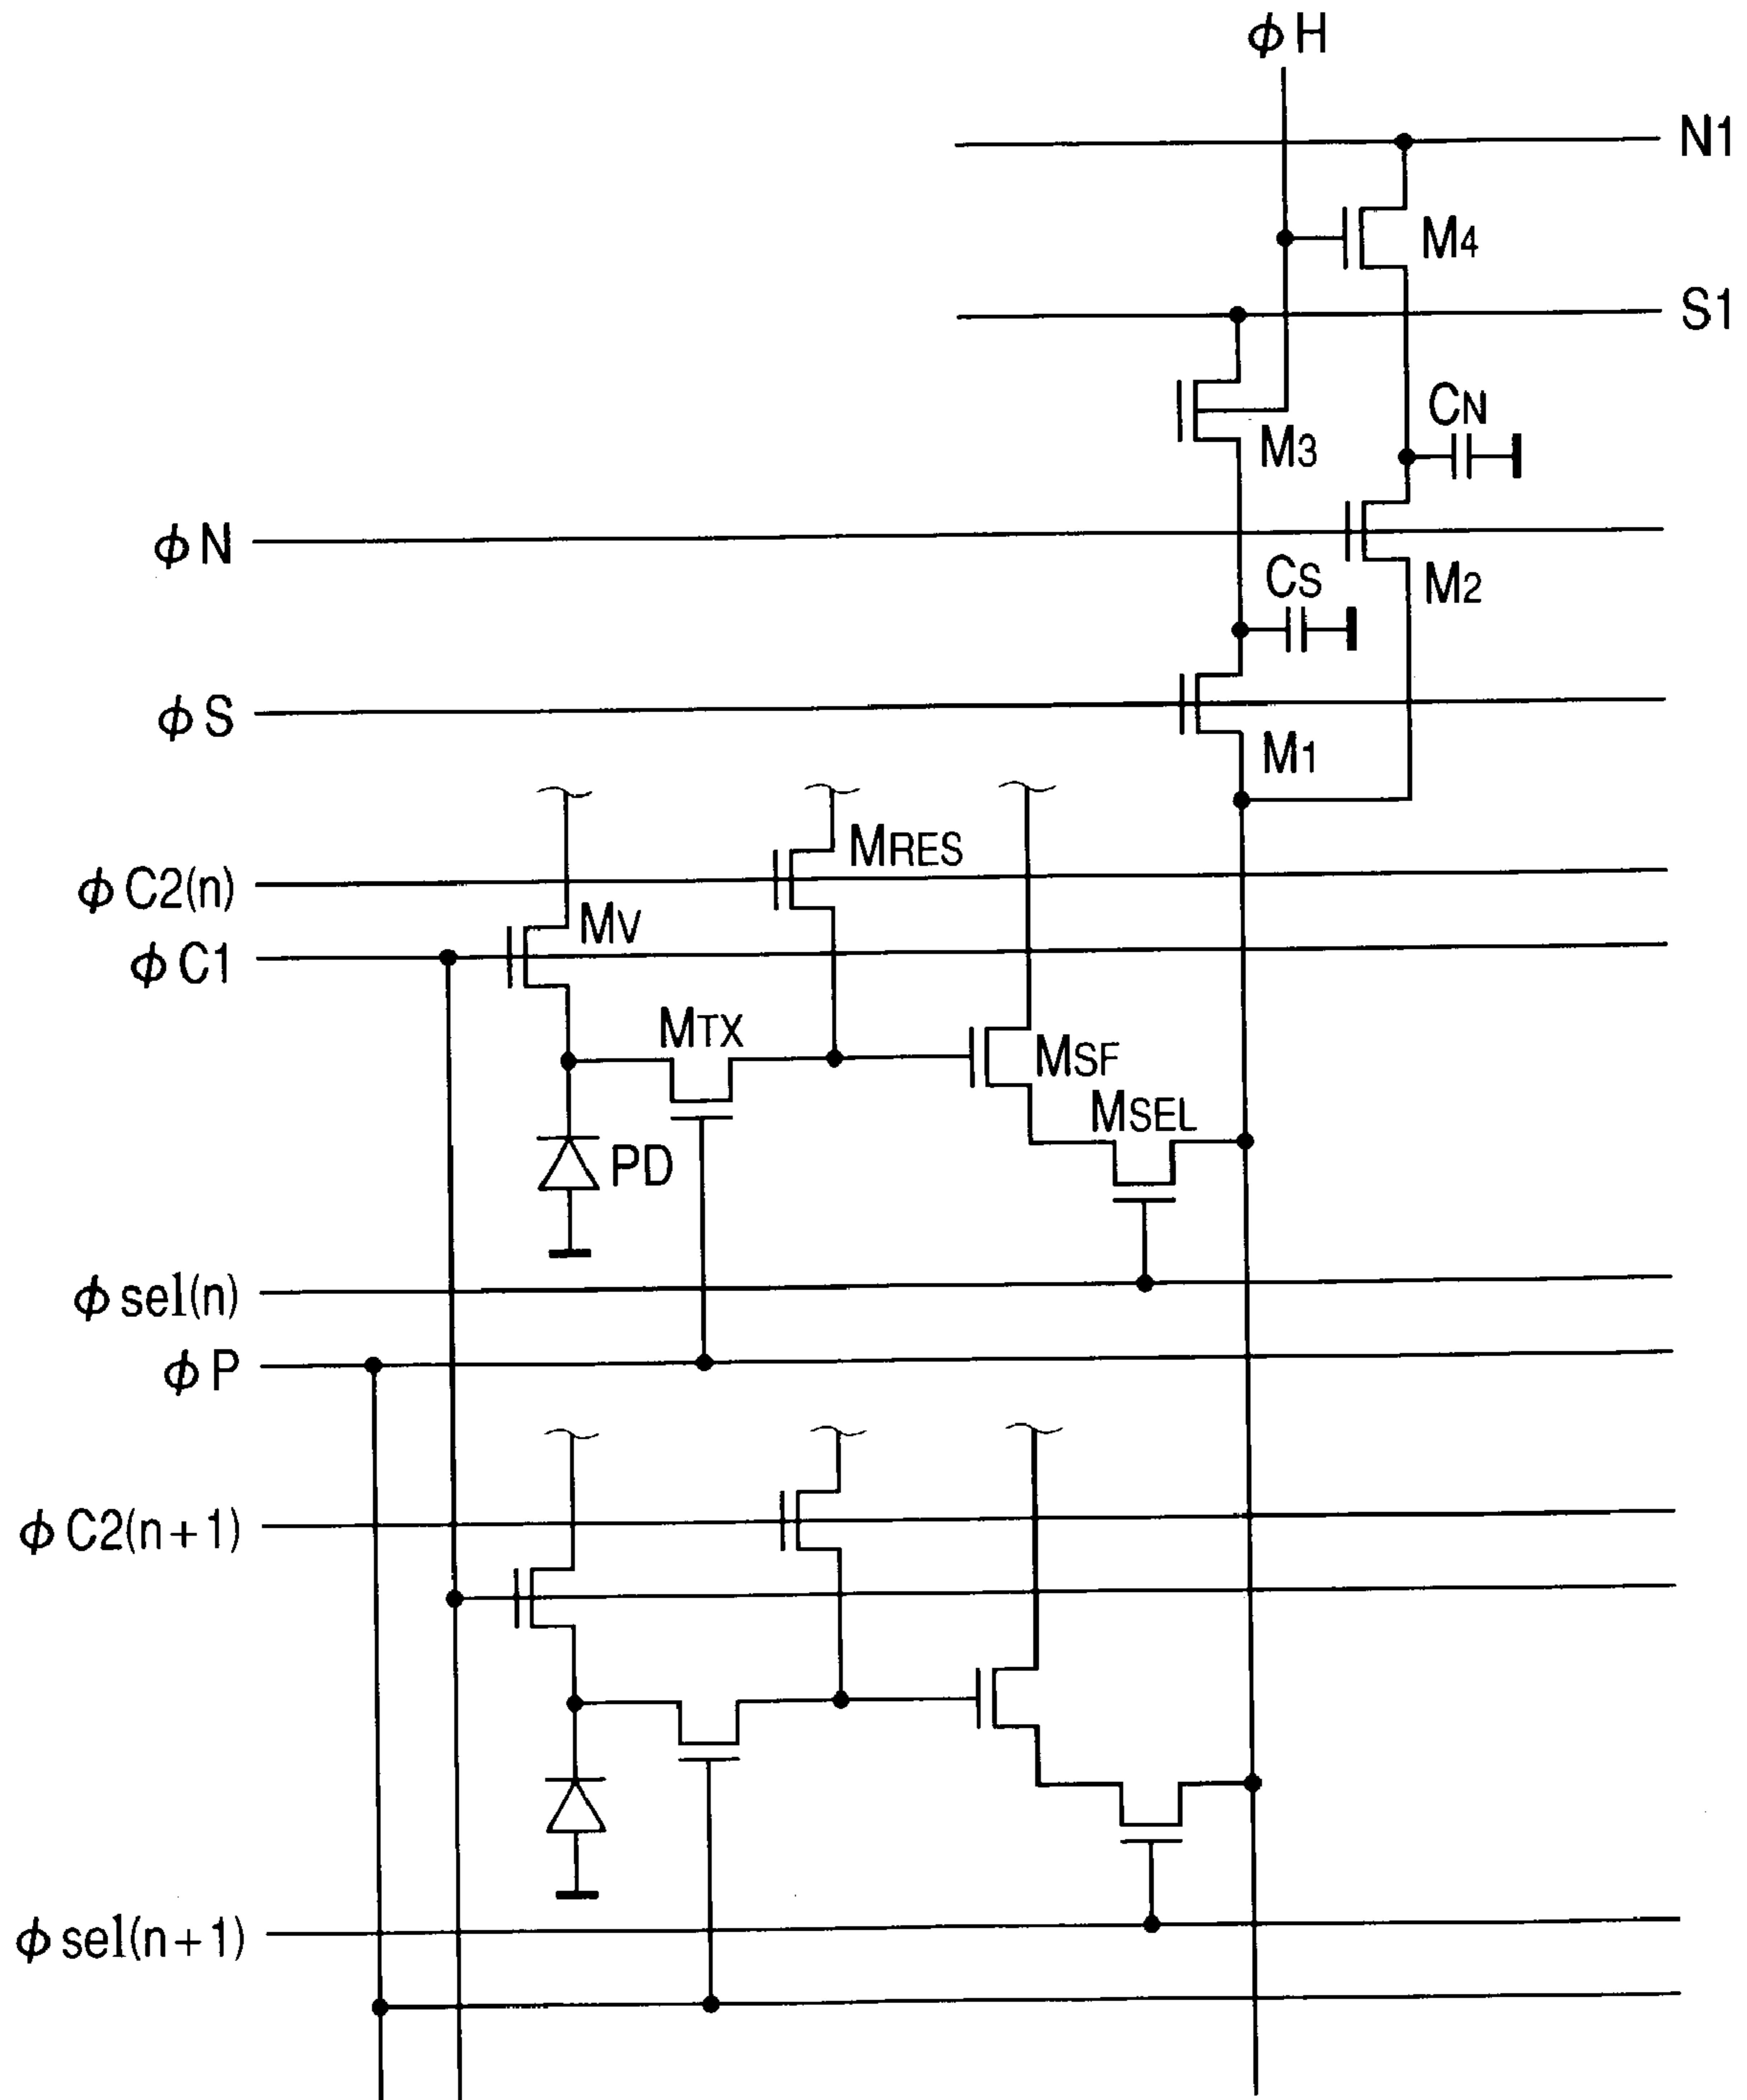 ϕH
N1
M4
S1
CN
M3
ϕN
CS
M2
ϕS
M1
MRES
ϕC2(n)
MV
ϕC1
MTX
MSF
MSEL
PD
ϕsel(n)
ϕP
ϕC2(n+1)
ϕsel(n+1)